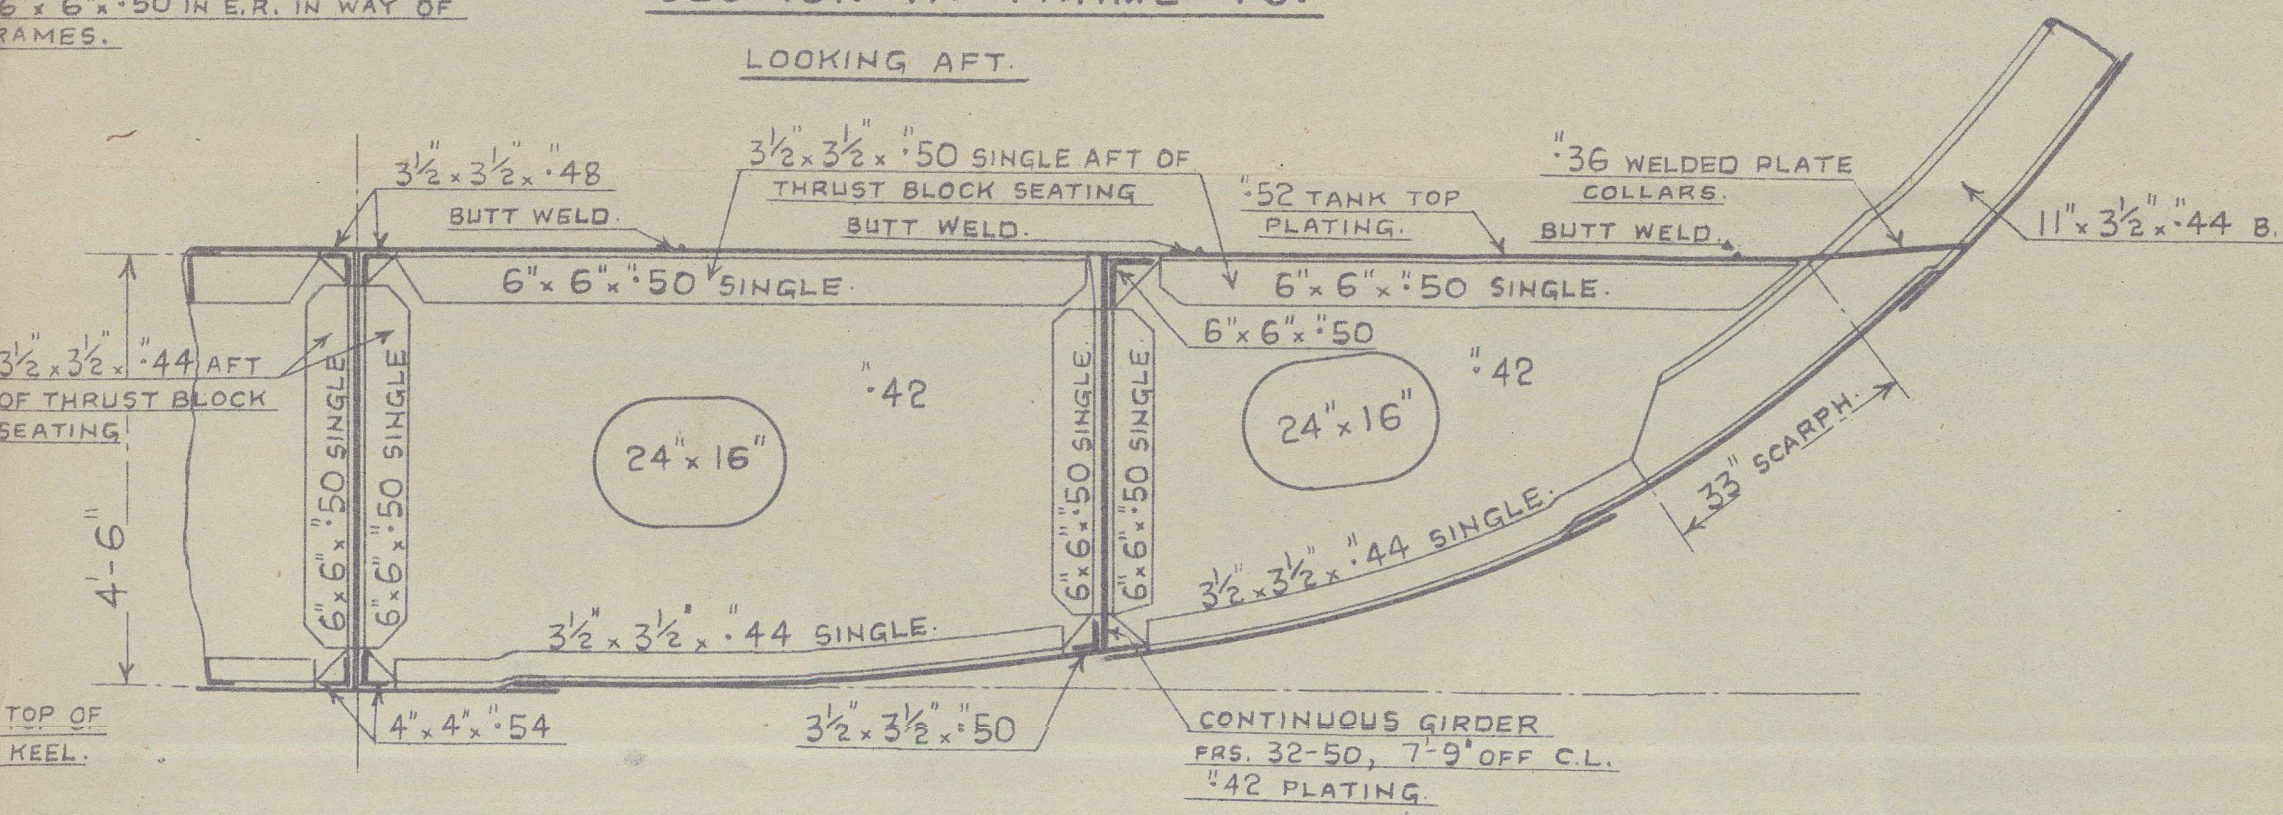 6" x 6" x ·50 IN E.R. IN WAY OF
FRAMES.
LOOKING AFT.
3½" x 3½" x ·48"
BUTT WELD.
3½" x 3½" x ·50" SINGLE AFT OF
THRUST BLOCK SEATING
BUTT WELD.
·52" TANK TOP
PLATING.
·36" WELDED PLATE
COLLARS.
BUTT WELD.
11" x 3½" x ·44" B.
6" x 6" x ·50" SINGLE.
6" x 6" x ·50" SINGLE.
6" x 6" x ·50"
3½" x 3½" x ·44" AFT
OF THRUST BLOCK
SEATING
·42"
·42"
24" x 16"
24" x 16"
6" x 6" x ·50" SINGLE
6" x 6" x ·50" SINGLE
6" x 6" x ·50" SINGLE.
6" x 6" x ·50" SINGLE.
33" SCARPH.
4'-6"
3½" x 3½" x ·44" SINGLE.
3½" x 3½" x ·44" SINGLE.
TOP OF
KEEL.
4" x 4" x ·54"
3½" x 3½" x ·50"
CONTINUOUS GIRDER
FRS. 32-50, 7'-9" OFF C.L.
·42" PLATING.